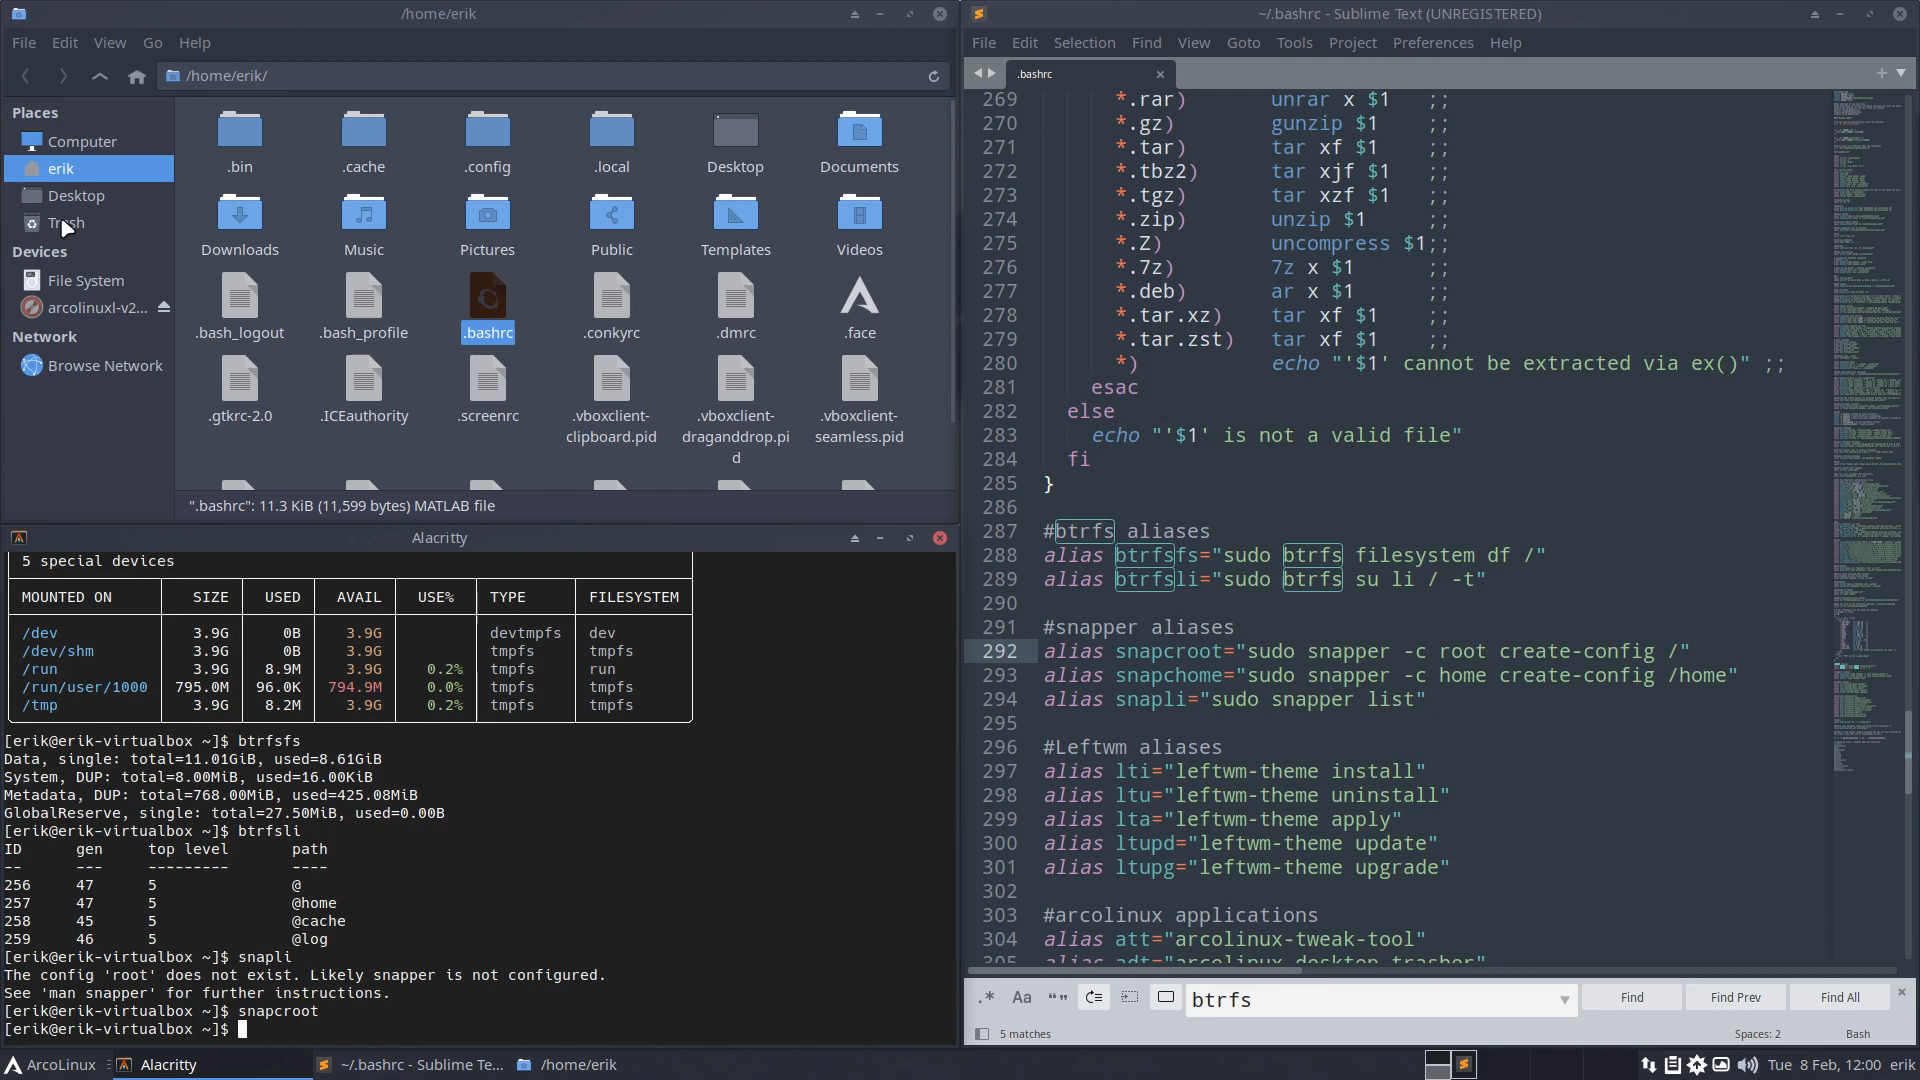 /home/erik
File Edit View Go Help
/home/erik/
Places
Computer
erik
Desktop
Trash
Devices
File System
arcolinuxl-v2...
Network
Browse Network
.bin
.cache
.config
.local
Desktop
Documents
Downloads
Music
Pictures
Public
Templates
Videos
.bash_logout
.bash_profile
.bashrc
.conkyrc
.dmrc
.face
.gtkrc-2.0
.ICEauthority
.screenrc
.vboxclient-
clipboard.pid
.vboxclient-
draganddrop.pi
d
.vboxclient-
seamless.pid
".bashrc": 11.3 KiB (11,599 bytes) MATLAB file
Alacritty
5 special devices
MOUNTED ON SIZE USED AVAIL USE% TYPE FILESYSTEM
/dev 3.9G 0B 3.9G devtmpfs dev
/dev/shm 3.9G 0B 3.9G tmpfs tmpfs
/run 3.9G 8.9M 3.9G 0.2% tmpfs run
/run/user/1000 795.0M 96.0K 794.9M 0.0% tmpfs tmpfs
/tmp 3.9G 8.2M 3.9G 0.2% tmpfs tmpfs
[erik@erik-virtualbox ~]$ btrfsfs
Data, single: total=11.01GiB, used=8.61GiB
System, DUP: total=8.00MiB, used=16.00KiB
Metadata, DUP: total=768.00MiB, used=425.08MiB
GlobalReserve, single: total=27.50MiB, used=0.00B
[erik@erik-virtualbox ~]$ btrfsli
ID gen top level path
-- --- --------- ----
256 47 5 @
257 47 5 @home
258 45 5 @cache
259 46 5 @log
[erik@erik-virtualbox ~]$ snapli
The config 'root' does not exist. Likely snapper is not configured.
See 'man snapper' for further instructions.
[erik@erik-virtualbox ~]$ snapcroot
[erik@erik-virtualbox ~]$
~/.bashrc - Sublime Text (UNREGISTERED)
File Edit Selection Find View Goto Tools Project Preferences Help
.bashrc
269 *.rar) unrar x $1 ;;
270 *.gz) gunzip $1 ;;
271 *.tar) tar xf $1 ;;
272 *.tbz2) tar xjf $1 ;;
273 *.tgz) tar xzf $1 ;;
274 *.zip) unzip $1 ;;
275 *.Z) uncompress $1;;
276 *.7z) 7z x $1 ;;
277 *.deb) ar x $1 ;;
278 *.tar.xz) tar xf $1 ;;
279 *.tar.zst) tar xf $1 ;;
280 *) echo "'$1' cannot be extracted via ex()" ;;
281 esac
282 else
283 echo "'$1' is not a valid file"
284 fi
285 }
286
287 #btrfs aliases
288 alias btrfsfs="sudo btrfs filesystem df /"
289 alias btrfsli="sudo btrfs su li / -t"
290
291 #snapper aliases
292 alias snapcroot="sudo snapper -c root create-config /"
293 alias snapchome="sudo snapper -c home create-config /home"
294 alias snapli="sudo snapper list"
295
296 #Leftwm aliases
297 alias lti="leftwm-theme install"
298 alias ltu="leftwm-theme uninstall"
299 alias lta="leftwm-theme apply"
300 alias ltupd="leftwm-theme update"
301 alias ltupg="leftwm-theme upgrade"
302
303 #arcolinux applications
304 alias att="arcolinux-tweak-tool"
305 alias adt="arcolinux-desktop-trasher"
.* Aa “” btrfs Find Find Prev Find All
5 matches Spaces: 2 Bash
ArcoLinux Alacritty ~/.bashrc - Sublime Te... /home/erik Tue 8 Feb, 12:00 erik